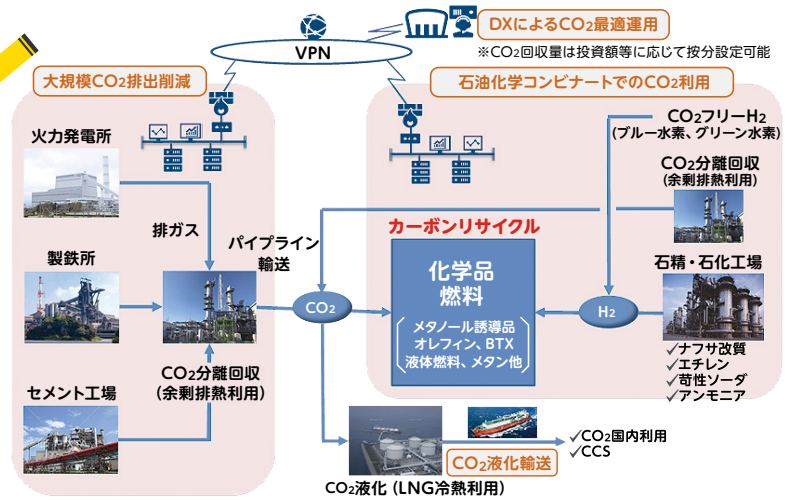 DXによるCO2最適運用
VPN
※CO2回収量は投資額等に応じて按分設定可能
大規模CO2排出削減
石油化学コンビナートでのCO2利用
火力発電所
排ガス
製鉄所
パイプライン
輸送
CO2分離回収
(余剰排熱利用)
セメント工場
CO2フリーH2
(ブルー水素、グリーン水素)
CO2分離回収
(余剰排熱利用)
カーボンリサイクル
化学品
燃料
メタノール誘導品
オレフィン、BTX
液体燃料、メタン他
CO2
H2
石精・石化工場
✓ナフサ改質
✓エチレン
✓苛性ソーダ
✓アンモニア
CO2液化(LNG冷熱利用)
CO2液化輸送
✓CO2国内利用
✓CCS